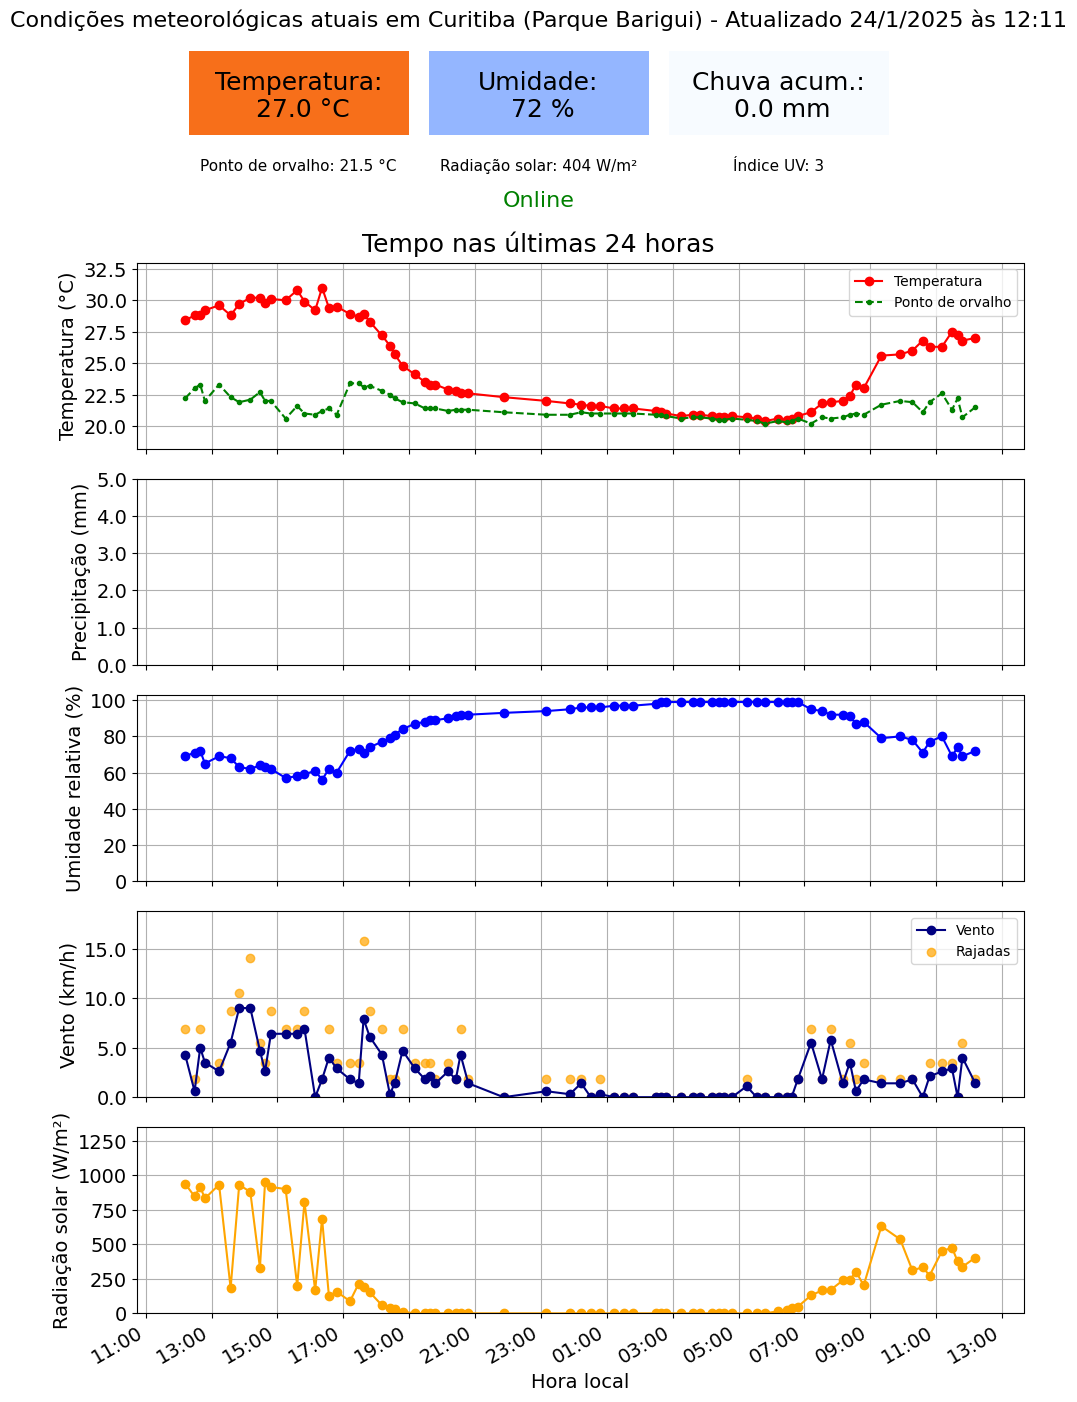 Condições meteorológicas atuais em Curitiba (Parque Barigui) - Atualizado 24/1/2025 às 12:11
Temperatura:
27.0 °C
Umidade:
72 %
Chuva acum.:
0.0 mm
Ponto de orvalho: 21.5 °C
Radiação solar: 404 W/m²
Índice UV: 3
Online
Tempo nas últimas 24 horas
Temperatura (°C)
32.5
30.0
27.5
25.0
22.5
20.0
Temperatura
Ponto de orvalho
Precipitação (mm)
5.0
4.0
3.0
2.0
1.0
0.0
Umidade relativa (%)
100
80
60
40
20
0
Vento (km/h)
15.0
10.0
5.0
0.0
Vento
Rajadas
Radiação solar (W/m²)
1250
1000
750
500
250
0
11:00
13:00
15:00
17:00
19:00
21:00
23:00
01:00
03:00
05:00
07:00
09:00
11:00
13:00
Hora local